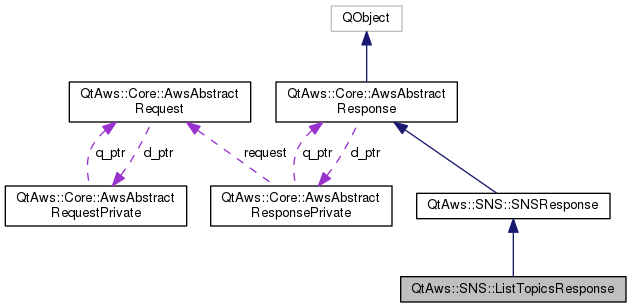 QObject
QtAws::Core::AwsAbstract
Request
QtAws::Core::AwsAbstract
Response
q_ptr
d_ptr
request
q_ptr
d_ptr
QtAws::Core::AwsAbstract
RequestPrivate
QtAws::Core::AwsAbstract
ResponsePrivate
QtAws::SNS::SNSResponse
QtAws::SNS::ListTopicsResponse